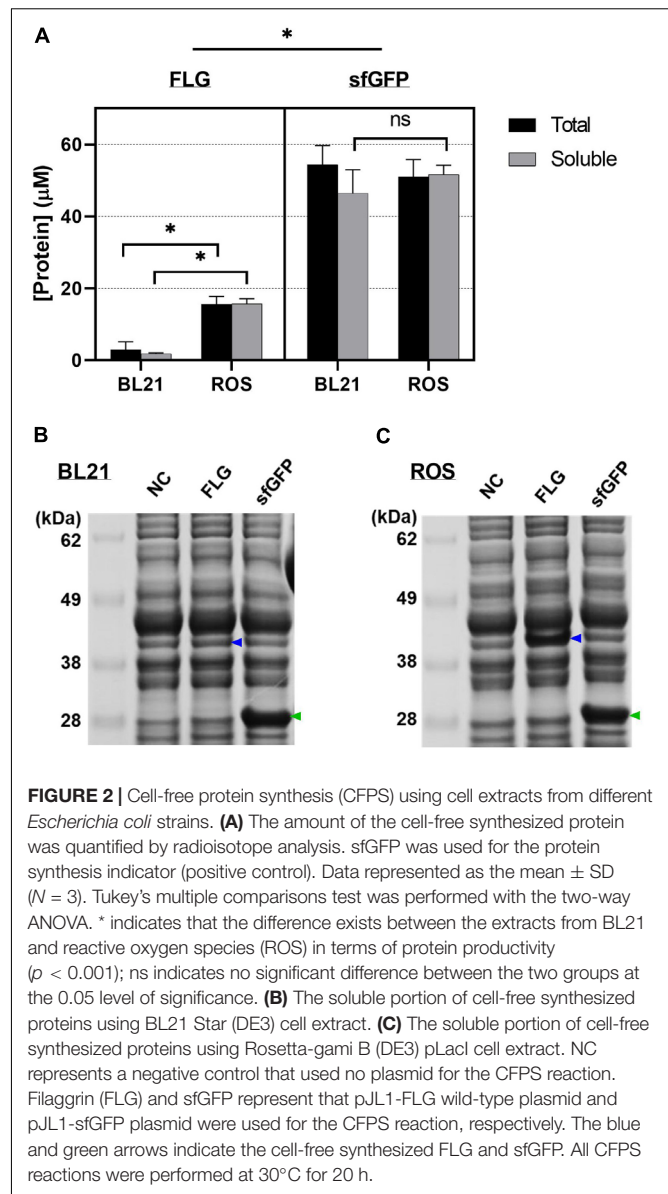 A
*
FLG
sfGFP
ns
Total
Soluble
60
40
20
0
[Protein] (μM)
*
*
BL21
ROS
BL21
ROS
B
C
BL21
NC
FLG
sfGFP
ROS
NC
FLG
sfGFP
(kDa)
62
49
38
28
(kDa)
62
49
38
28
FIGURE 2 | Cell-free protein synthesis (CFPS) using cell extracts from different
Escherichia coli strains. (A) The amount of the cell-free synthesized protein
was quantified by radioisotope analysis. sfGFP was used for the protein
synthesis indicator (positive control). Data represented as the mean ± SD
(N = 3). Tukey's multiple comparisons test was performed with the two-way
ANOVA. * indicates that the difference exists between the extracts from BL21
and reactive oxygen species (ROS) in terms of protein productivity
(p < 0.001); ns indicates no significant difference between the two groups at
the 0.05 level of significance. (B) The soluble portion of cell-free synthesized
proteins using BL21 Star (DE3) cell extract. (C) The soluble portion of cell-free
synthesized proteins using Rosetta-gami B (DE3) pLacI cell extract. NC
represents a negative control that used no plasmid for the CFPS reaction.
Filaggrin (FLG) and sfGFP represent that pJL1-FLG wild-type plasmid and
pJL1-sfGFP plasmid were used for the CFPS reaction, respectively. The blue
and green arrows indicate the cell-free synthesized FLG and sfGFP. All CFPS
reactions were performed at 30°C for 20 h.